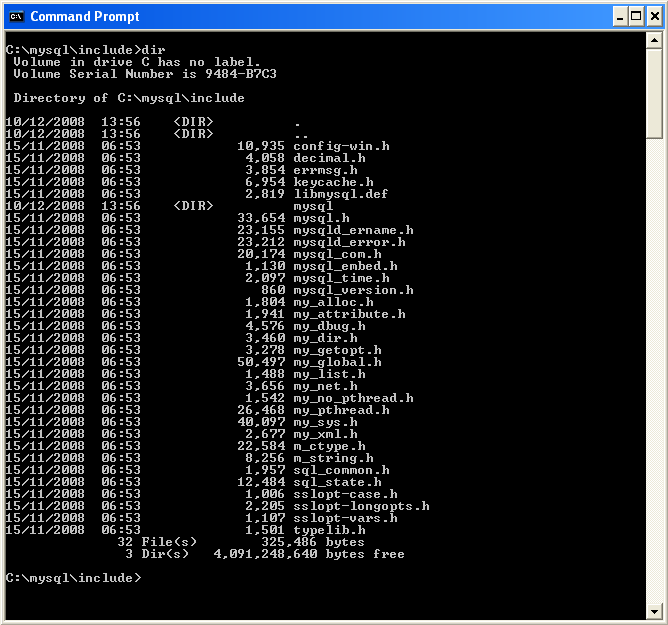 Command Prompt
C:\mysql\include>dir
 Volume in drive C has no label.
 Volume Serial Number is 9484-B7C3
 Directory of C:\mysql\include
10/12/2008  13:56    <DIR>          .
10/12/2008  13:56    <DIR>          ..
15/11/2008  06:53            10,935 config-win.h
15/11/2008  06:53             4,058 decimal.h
15/11/2008  06:53             3,854 errmsg.h
15/11/2008  06:53             6,954 keycache.h
15/11/2008  06:53             2,819 libmysql.def
10/12/2008  13:56    <DIR>          mysql
15/11/2008  06:53            33,654 mysql.h
15/11/2008  06:53            23,155 mysqld_ername.h
15/11/2008  06:53            23,212 mysqld_error.h
15/11/2008  06:53            20,174 mysql_com.h
15/11/2008  06:53             1,130 mysql_embed.h
15/11/2008  06:53             2,097 mysql_time.h
15/11/2008  06:53               860 mysql_version.h
15/11/2008  06:53             1,804 my_alloc.h
15/11/2008  06:53             1,941 my_attribute.h
15/11/2008  06:53             4,576 my_dbug.h
15/11/2008  06:53             3,460 my_dir.h
15/11/2008  06:53             3,278 my_getopt.h
15/11/2008  06:53            50,497 my_global.h
15/11/2008  06:53             1,488 my_list.h
15/11/2008  06:53             3,656 my_net.h
15/11/2008  06:53             1,542 my_no_pthread.h
15/11/2008  06:53            26,468 my_pthread.h
15/11/2008  06:53            40,097 my_sys.h
15/11/2008  06:53             2,677 my_xml.h
15/11/2008  06:53            22,584 m_ctype.h
15/11/2008  06:53             8,256 m_string.h
15/11/2008  06:53             1,957 sql_common.h
15/11/2008  06:53            12,484 sql_state.h
15/11/2008  06:53             1,006 sslopt-case.h
15/11/2008  06:53             2,205 sslopt-longopts.h
15/11/2008  06:53             1,107 sslopt-vars.h
15/11/2008  06:53             1,501 typelib.h
              32 File(s)        325,486 bytes
               3 Dir(s)   4,091,248,640 bytes free
C:\mysql\include>